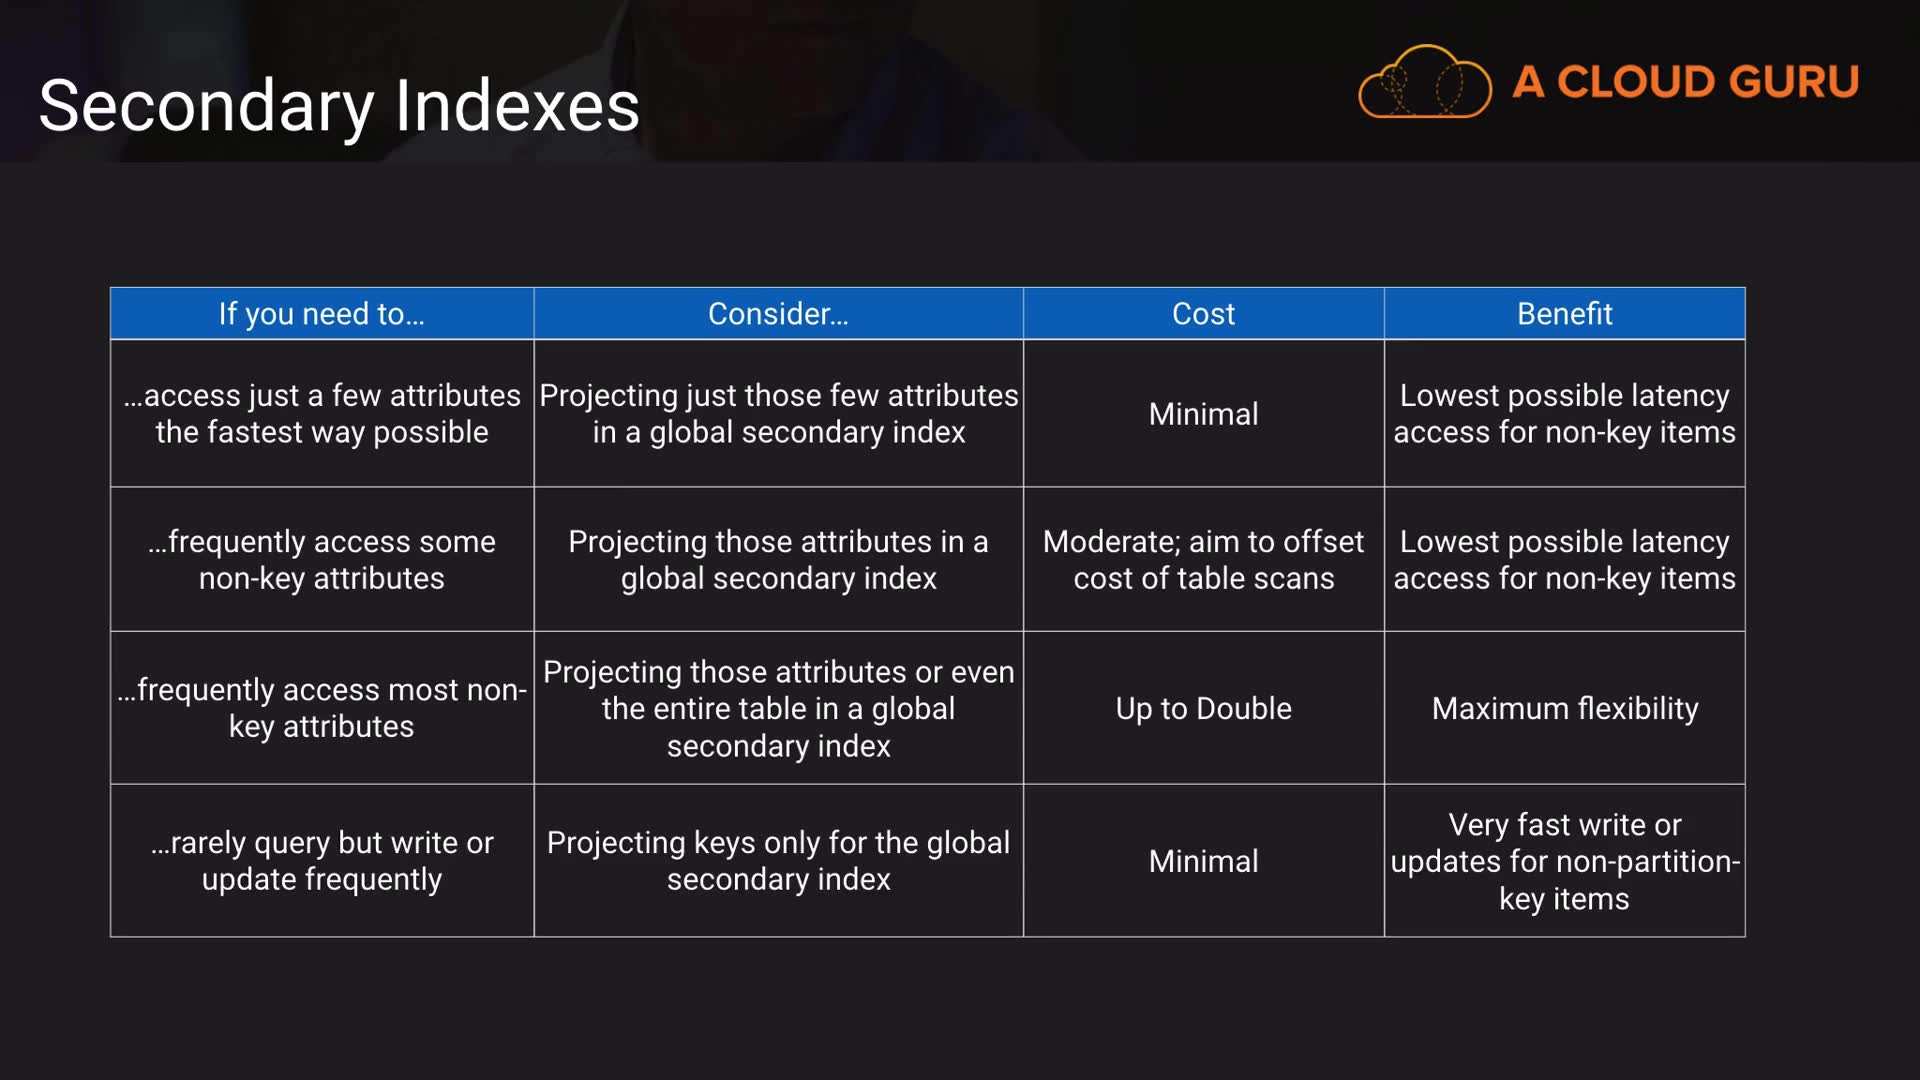 Secondary Indexes
A CLOUD GURU
If you need to...
Consider...
Cost
Benefit
...access just a few attributes
the fastest way possible
Projecting just those few attributes
in a global secondary index
Minimal
Lowest possible latency
access for non-key items
...frequently access some
non-key attributes
Projecting those attributes in a
global secondary index
Moderate; aim to offset
cost of table scans
Lowest possible latency
access for non-key items
...frequently access most non-
key attributes
Projecting those attributes or even
the entire table in a global
secondary index
Up to Double
Maximum flexibility
...rarely query but write or
update frequently
Projecting keys only for the global
secondary index
Minimal
Very fast write or
updates for non-partition-
key items